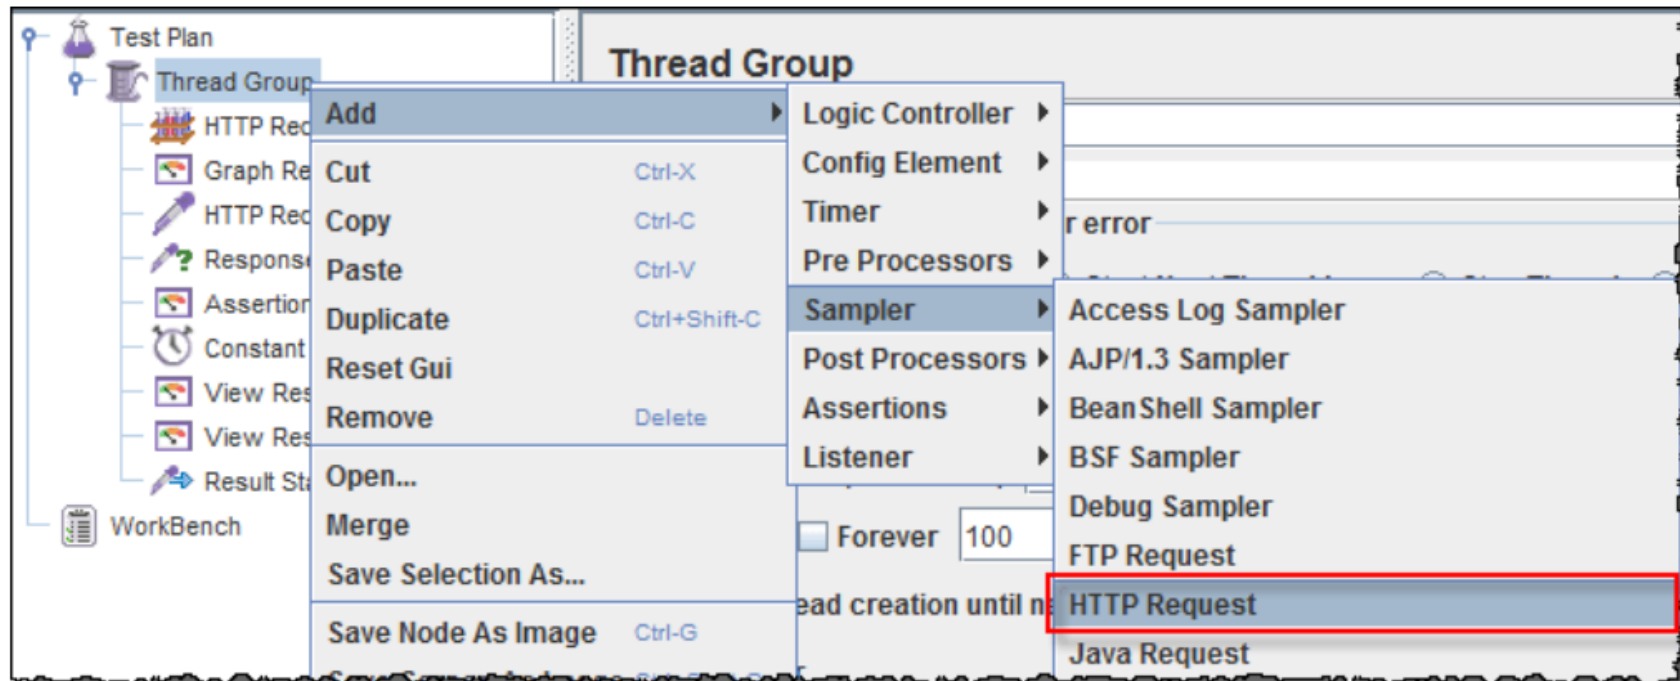 Test Plan
Thread Group
HTTP Req
Graph Re
HTTP Req
Response
Assertion
Constant
View Res
View Res
Result Sta
WorkBench
Thread Group
r error
Forever 100
ead creation until n
Add
Cut Ctrl-X
Copy Ctrl-C
Paste Ctrl-V
Duplicate Ctrl+Shift-C
Reset Gui
Remove Delete
Open...
Merge
Save Selection As...
Save Node As Image Ctrl-G
Logic Controller
Config Element
Timer
Pre Processors
Sampler
Post Processors
Assertions
Listener
Access Log Sampler
AJP/1.3 Sampler
BeanShell Sampler
BSF Sampler
Debug Sampler
FTP Request
HTTP Request
Java Request